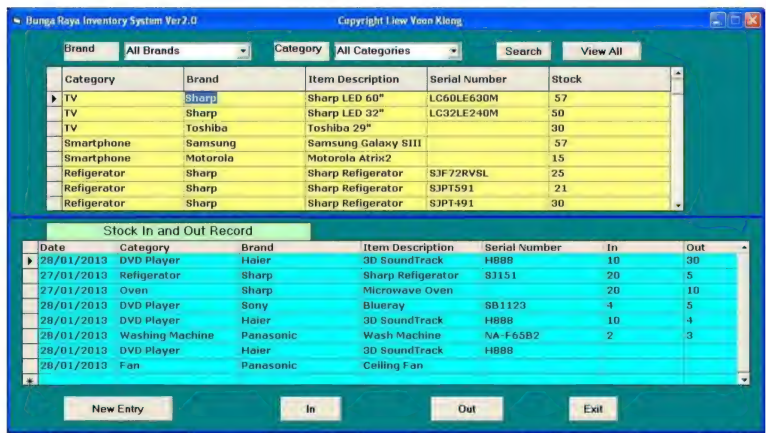 Bunga Raya Inventory System Ver2.0 Copyright Liew Voon Kiong
Brand All Brands Category All Categories Search View All
Category Brand Item Description Serial Number Stock
TV Sharp Sharp LED 60" LC60LE630M 57
TV Sharp Sharp LED 32" LC32LE240M 50
TV Toshiba Toshiba 29" 30
Smartphone Samsung Samsung Galaxy SIII 57
Smartphone Motorola Motorola Atrix2 15
Refigerator Sharp Sharp Refigerator SJF72RVSL 25
Refigerator Sharp Sharp Refigerator SJPT591 21
Refigerator Sharp Sharp Refigerator SJPT491 30
Stock In and Out Record
Date Category Brand Item Description Serial Number In Out
28/01/2013 DVD Player Haier 3D SoundTrack H888 10 30
27/01/2013 Refigerator Sharp Sharp Refigerator SJ151 20 5
27/01/2013 Oven Sharp Microwave Oven 20 10
28/01/2013 DVD Player Sony Blueray SB1123 4 5
28/01/2013 DVD Player Haier 3D SoundTrack H888 10 4
28/01/2013 Washing Machine Panasonic Wash Machine NA-F65B2 2 3
28/01/2013 DVD Player Haier 3D SoundTrack H888
28/01/2013 Fan Panasonic Ceiling Fan
New Entry In Out Exit